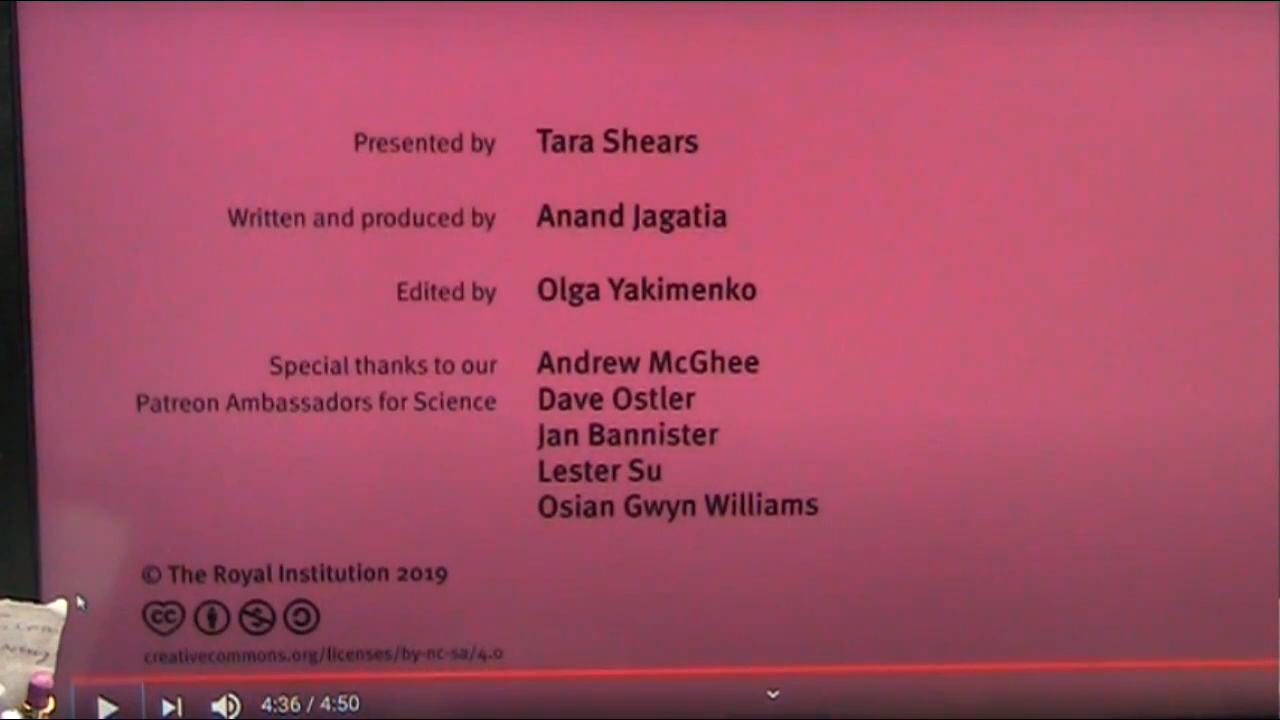 Presented by Tara Shears
Written and produced by Anand Jagatia
Edited by Olga Yakimenko
Special thanks to our Andrew McGhee
Patreon Ambassadors for Science Dave Ostler
Jan Bannister
Lester Su
Osian Gwyn Williams
© The Royal Institution 2019
cc
creativecommons.org/licenses/by-nc-sa/4.0
4:36 / 4:50